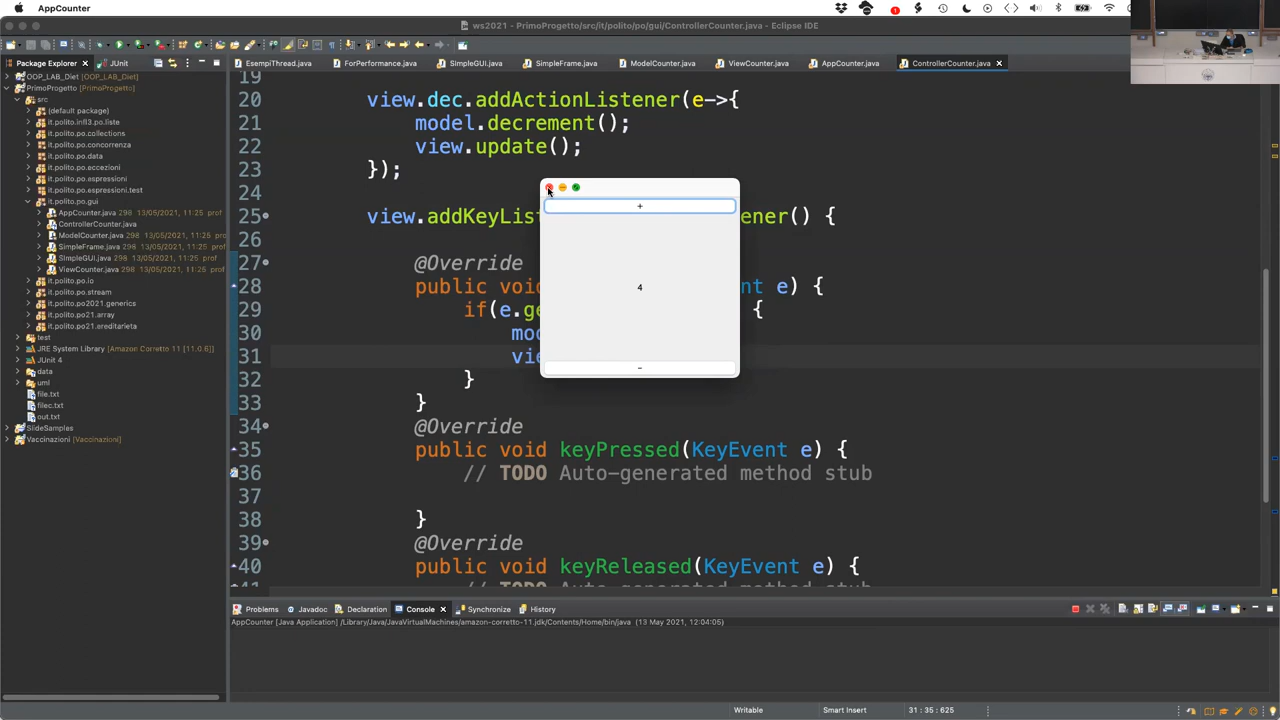 AppCounter
ws2021 - PrimoProgetto/src/it/polito/po/gui/ControllerCounter.java - Eclipse IDE
Package Explorer
JUnit
EsempiThread.java
ForPerformance.java
SImpleGUI.java
SimpleFrame.java
ModelCounter.java
ViewCounter.java
AppCounter.java
ControllerCounter.java
OOP_LAB_Diet [OOP_LAB_Diet]
PrimoProgetto [PrimoProgetto]
src
(default package)
it.polito.infi13.po.liste
it.polito.po.collections
it.polito.po.concorrenza
it.polito.po.data
it.polito.po.eccezioni
it.polito.po.espressioni
it.polito.po.espressioni.test
it.polito.po.gui
AppCounter.java 298 13/05/2021, 11:25 prof
ControllerCounter.java
ModelCounter.java 298 13/05/2021, 11:25 prof
SimpleFrame.java 298 13/05/2021, 11:25 prof
SImpleGUI.java 298 13/05/2021, 11:25 prof
ViewCounter.java 298 13/05/2021, 11:25 prof
it.polito.po.io
it.polito.po.stream
it.polito.po2021.generics
it.polito.po21.array
it.polito.po21.ereditarieta
test
JRE System Library [Amazon Corretto 11 [11.0.6]]
JUnit 4
data
uml
file.txt
filec.txt
out.txt
SlideSamples
Vaccinazioni [Vaccinazioni]
19
20 view.dec.addActionListener(e->{
21 model.decrement();
22 view.update();
23 });
24
25 view.addKeyLis ener() {
26
27 @Override
28 public void nt e) {
29 if(e.ge {
30 mod
31 vie
32 }
33 }
34 @Override
35 public void keyPressed(KeyEvent e) {
36 // TODO Auto-generated method stub
37
38 }
39 @Override
40 public void keyReleased(KeyEvent e) {
41 // TODO Auto-generated method stub
+
4
-
Problems
Javadoc
Declaration
Console
Synchronize
History
AppCounter [Java Application] /Library/Java/JavaVirtualMachines/amazon-corretto-11.jdk/Contents/Home/bin/java (13 May 2021, 12:04:05)
Writable
Smart Insert
31 : 35 : 625